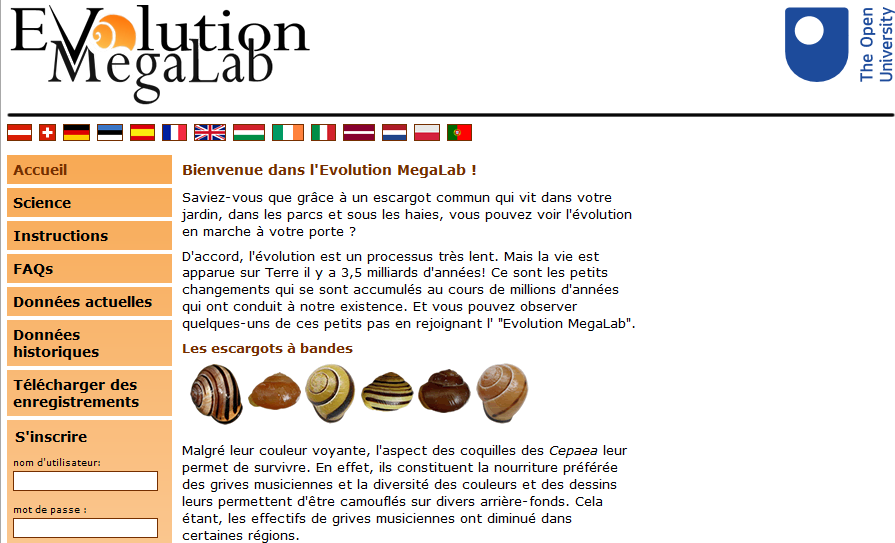 Evolution
MegaLab
The Open
University
Accueil
Science
Instructions
FAQs
Données actuelles
Données
historiques
Télécharger des
enregistrements
S'inscrire
nom d'utilisateur:
mot de passe :
Bienvenue dans l'Evolution MegaLab !
Saviez-vous que grâce à un escargot commun qui vit dans votre
jardin, dans les parcs et sous les haies, vous pouvez voir l'évolution
en marche à votre porte ?
D'accord, l'évolution est un processus très lent. Mais la vie est
apparue sur Terre il y a 3,5 milliards d'années! Ce sont les petits
changements qui se sont accumulés au cours de millions d'années
qui ont conduit à notre existence. Et vous pouvez observer
quelques-uns de ces petits pas en rejoignant l' "Evolution MegaLab".
Les escargots à bandes
Malgré leur couleur voyante, l'aspect des coquilles des Cepaea leur
permet de survivre. En effet, ils constituent la nourriture préférée
des grives musiciennes et la diversité des couleurs et des dessins
leurs permettent d'être camouflés sur divers arrière-fonds. Cela
étant, les effectifs de grives musiciennes ont diminué dans
certaines régions.